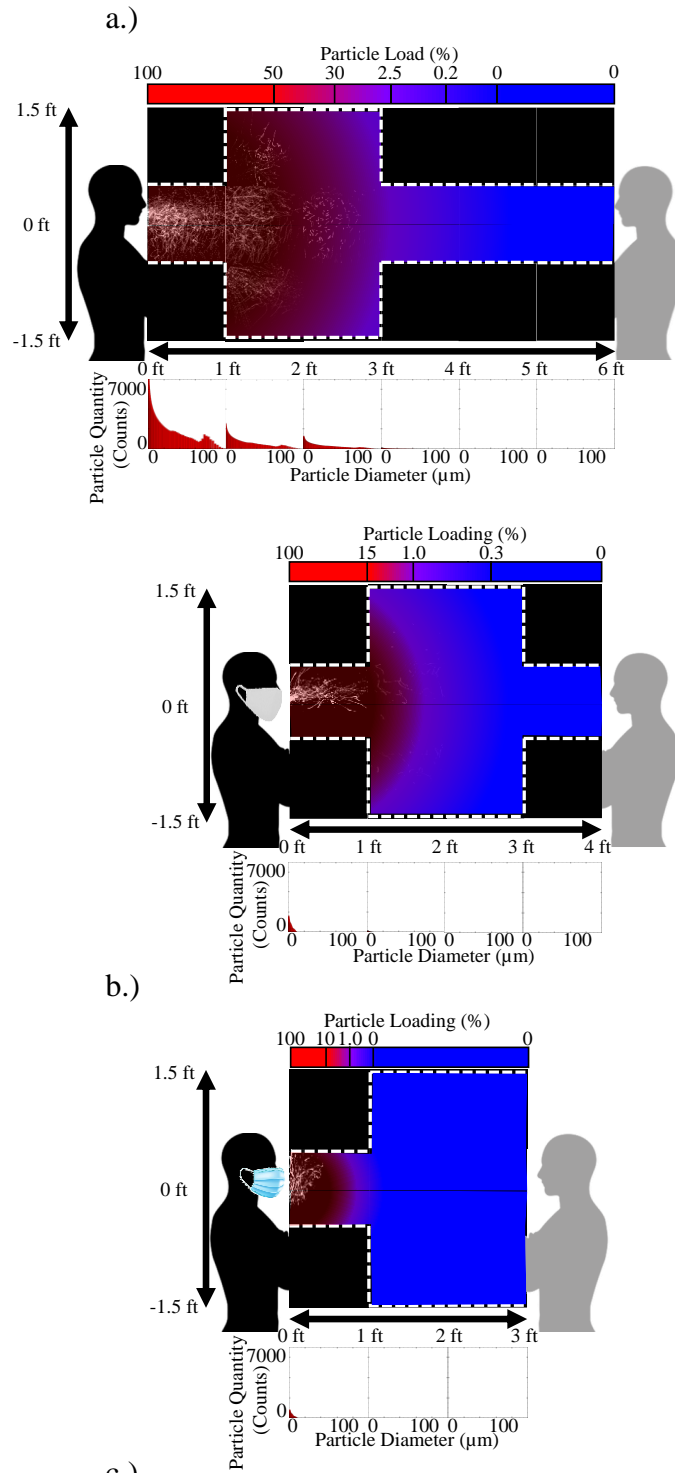 a.)
Particle Load (%)
100 50 30 2.5 0.2 0 0
1.5 ft
0 ft
-1.5 ft
0 ft 1 ft 2 ft 3 ft 4 ft 5 ft 6 ft
Particle Quantity
(Counts)
7000
0
0 100 0 100 0 100 0 100 0 100 0 100
Particle Diameter (µm)
Particle Loading (%)
100 15 1.0 0.3 0
1.5 ft
0 ft
-1.5 ft
0 ft 1 ft 2 ft 3 ft 4 ft
Particle Quantity
(Counts)
7000
0
0 100 0 100 0 100 0 100
Particle Diameter (µm)
b.)
Particle Loading (%)
100 10 1.0 0 0
1.5 ft
0 ft
-1.5 ft
0 ft 1 ft 2 ft 3 ft
Particle Quantity
(Counts)
7000
0
0 100 0 100 0 100
Particle Diameter (µm)
c.)